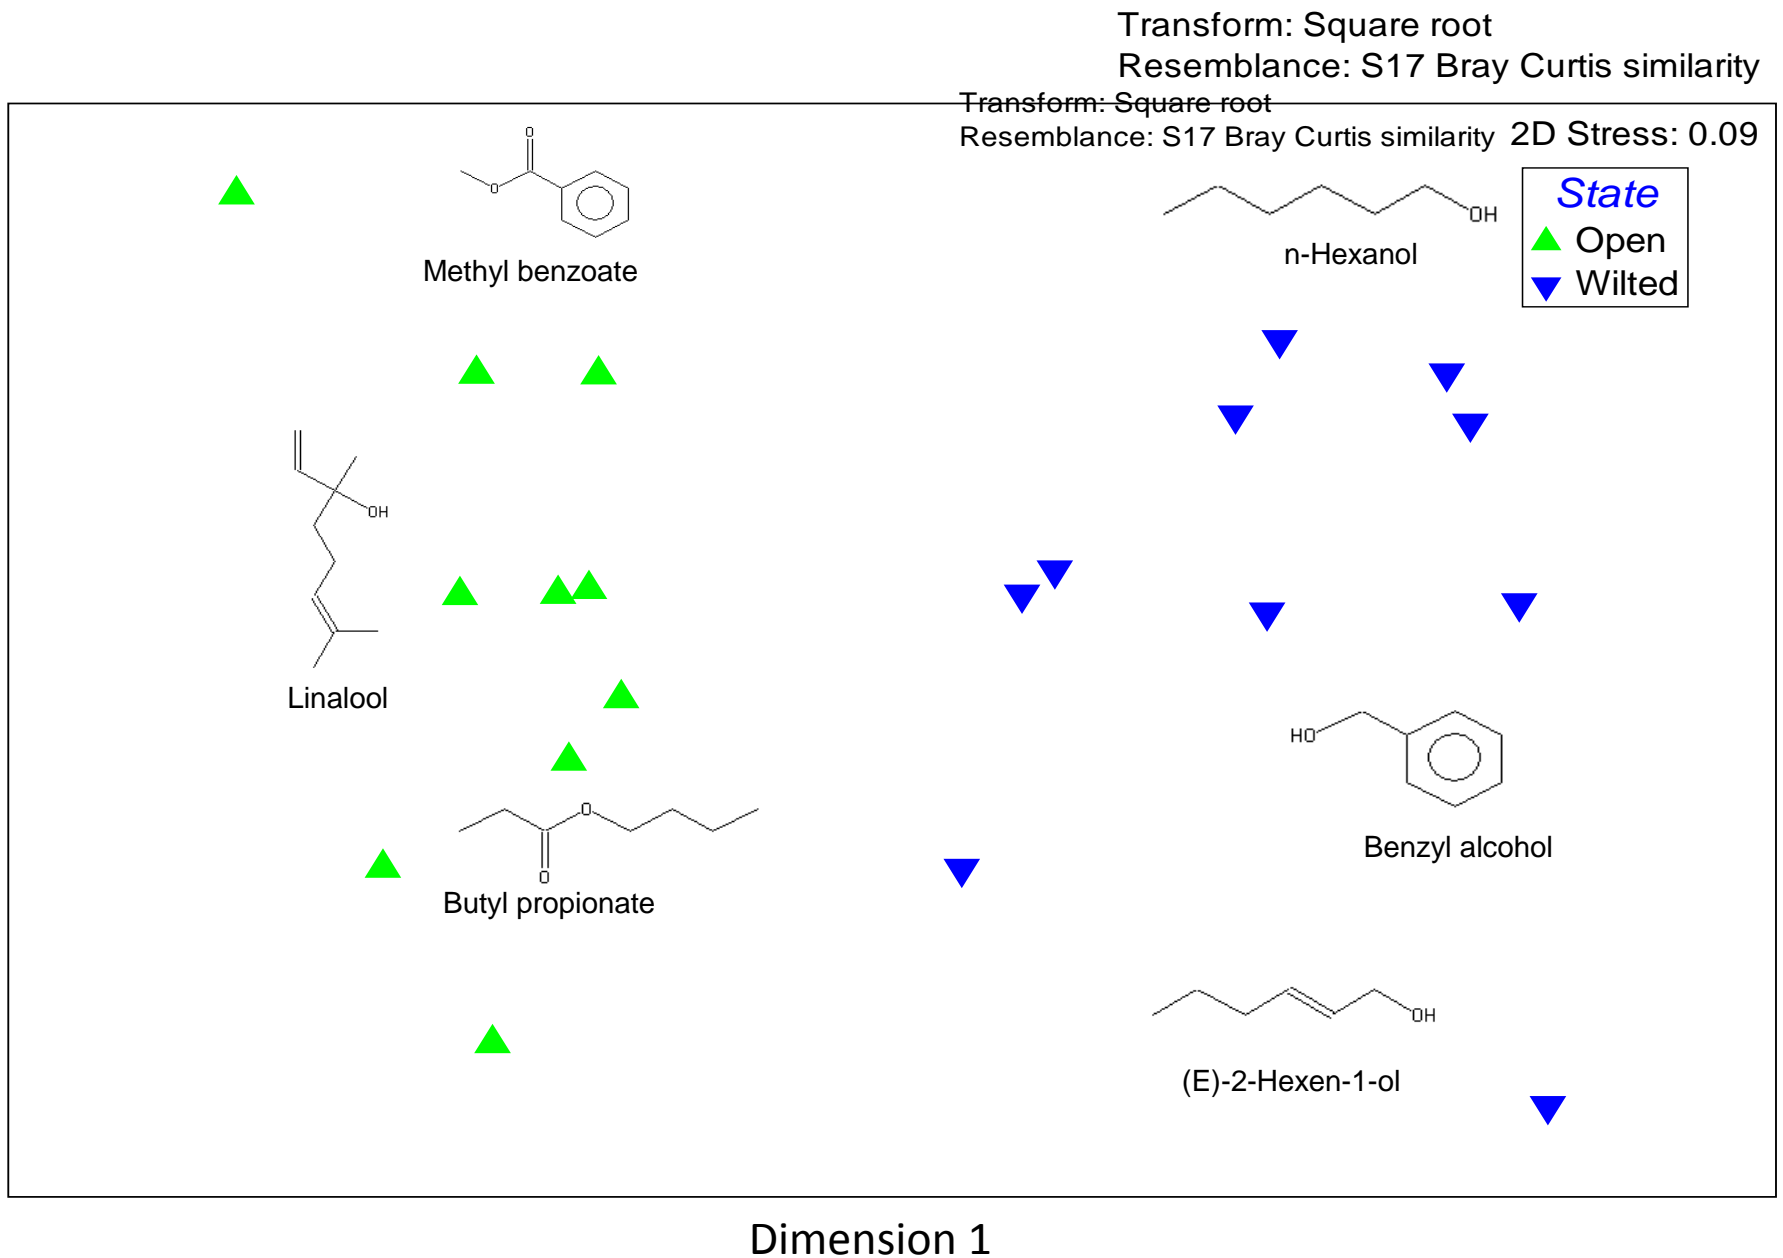 Transform: Square root
Resemblance: S17 Bray Curtis similarity
Transform: Square root
Resemblance: S17 Bray Curtis similarity
2D Stress: 0.09
State
Open
Wilted
O
O
Methyl benzoate
OH
n-Hexanol
OH
Linalool
HO
Benzyl alcohol
O
O
Butyl propionate
OH
(E)-2-Hexen-1-ol
Dimension 1